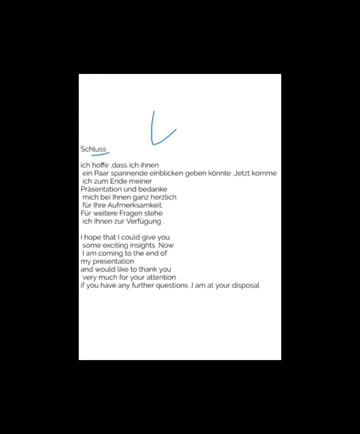 Schluss
ich hoffe ,dass ich ihnen
ein Paar spannende einblicken geben könnte .Jetzt komme
ich zum Ende meiner
Präsentation und bedanke
mich bei Ihnen ganz herzlich
für Ihre Aufmerksamkeit.
Für weitere Fragen stehe
ich Ihnen zur Verfügung .
I hope that I could give you
some exciting insights .Now
I am coming to the end of
my presentation
and would like to thank you
very much for your attention .
if you have any further questions .I am at your disposal